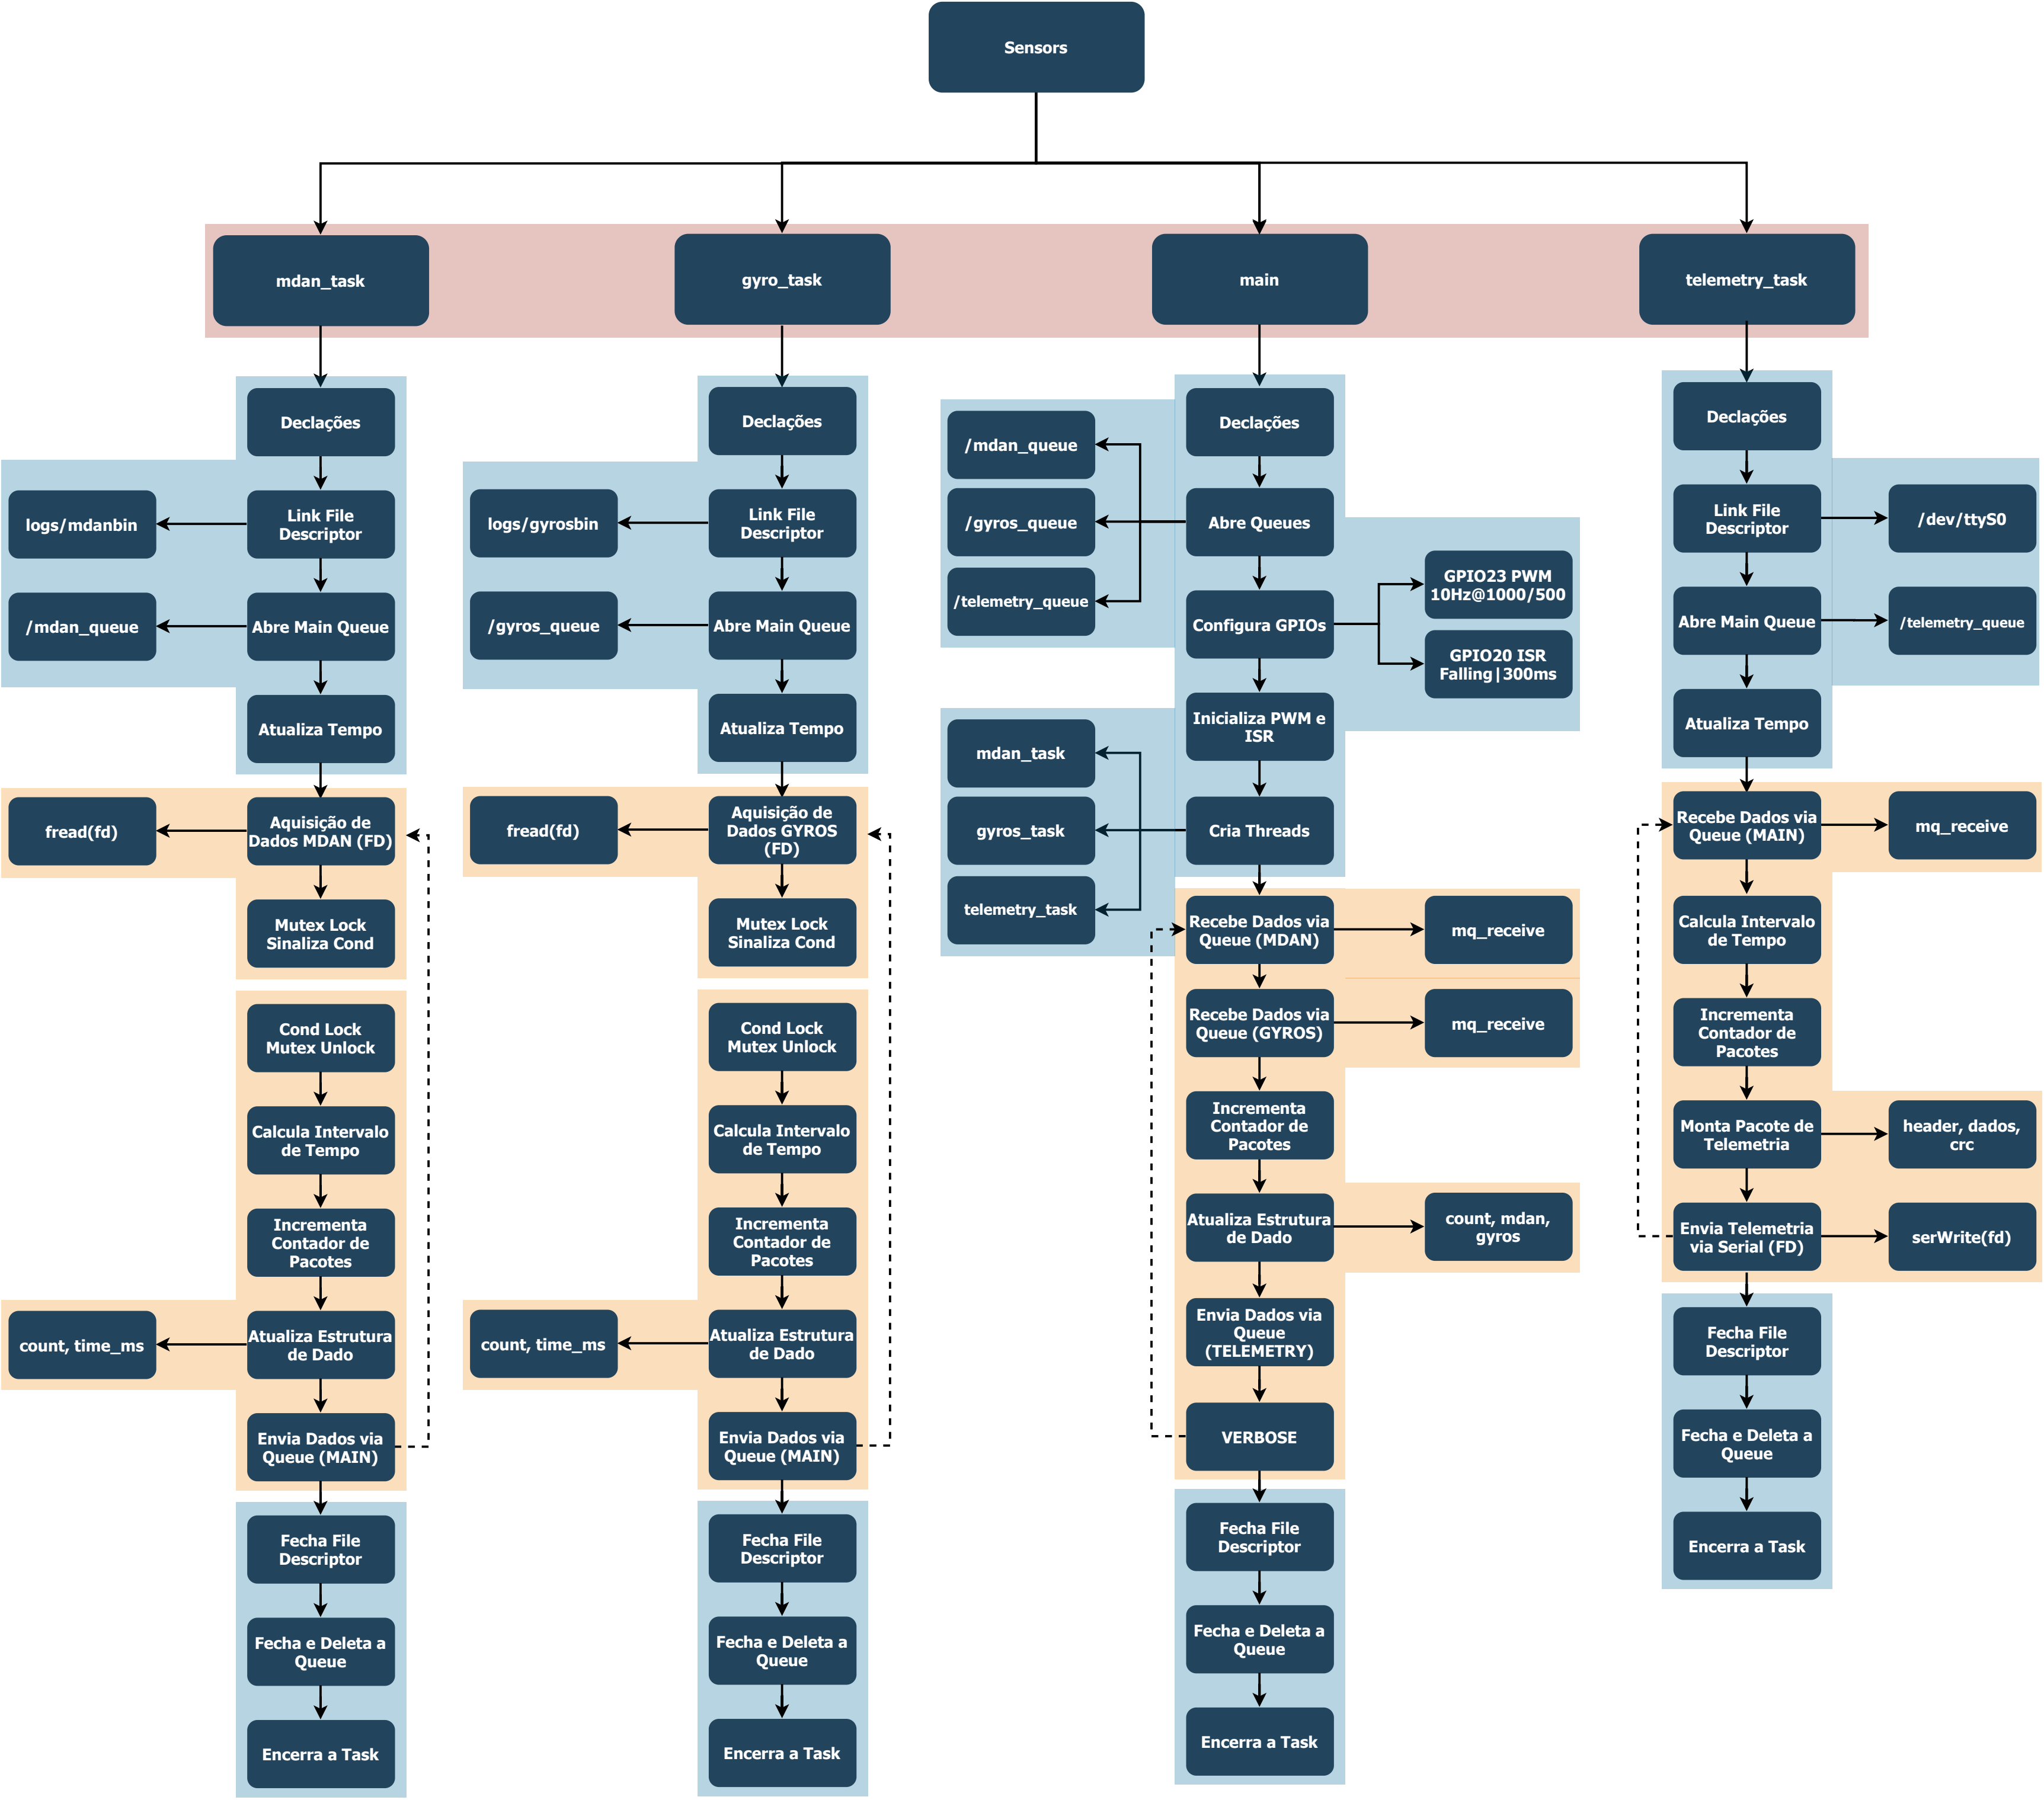 Sensors
mdan_task
gyro_task
main
telemetry_task
Declações
Link File
Descriptor
logs/mdanbin
Abre Main Queue
/mdan_queue
Atualiza Tempo
Aquisição de
Dados MDAN (FD)
fread(fd)
Mutex Lock
Sinaliza Cond
Cond Lock
Mutex Unlock
Calcula Intervalo
de Tempo
Incrementa
Contador de
Pacotes
Atualiza Estrutura
de Dado
count, time_ms
Envia Dados via
Queue (MAIN)
Fecha File
Descriptor
Fecha e Deleta a
Queue
Encerra a Task
Declações
Link File
Descriptor
logs/gyrosbin
Abre Main Queue
/gyros_queue
Atualiza Tempo
Aquisição de
Dados GYROS
(FD)
fread(fd)
Mutex Lock
Sinaliza Cond
Cond Lock
Mutex Unlock
Calcula Intervalo
de Tempo
Incrementa
Contador de
Pacotes
Atualiza Estrutura
de Dado
count, time_ms
Envia Dados via
Queue (MAIN)
Fecha File
Descriptor
Fecha e Deleta a
Queue
Encerra a Task
Declações
Abre Queues
/mdan_queue
/gyros_queue
/telemetry_queue
Configura GPIOs
GPIO23 PWM
10Hz@1000/500
GPIO20 ISR
Falling|300ms
Inicializa PWM e
ISR
Cria Threads
mdan_task
gyros_task
telemetry_task
Recebe Dados via
Queue (MDAN)
mq_receive
Recebe Dados via
Queue (GYROS)
mq_receive
Incrementa
Contador de
Pacotes
Atualiza Estrutura
de Dado
count, mdan,
gyros
Envia Dados via
Queue
(TELEMETRY)
VERBOSE
Fecha File
Descriptor
Fecha e Deleta a
Queue
Encerra a Task
Declações
Link File
Descriptor
/dev/ttyS0
Abre Main Queue
/telemetry_queue
Atualiza Tempo
Recebe Dados via
Queue (MAIN)
mq_receive
Calcula Intervalo
de Tempo
Incrementa
Contador de
Pacotes
Monta Pacote de
Telemetria
header, dados,
crc
Envia Telemetria
via Serial (FD)
serWrite(fd)
Fecha File
Descriptor
Fecha e Deleta a
Queue
Encerra a Task